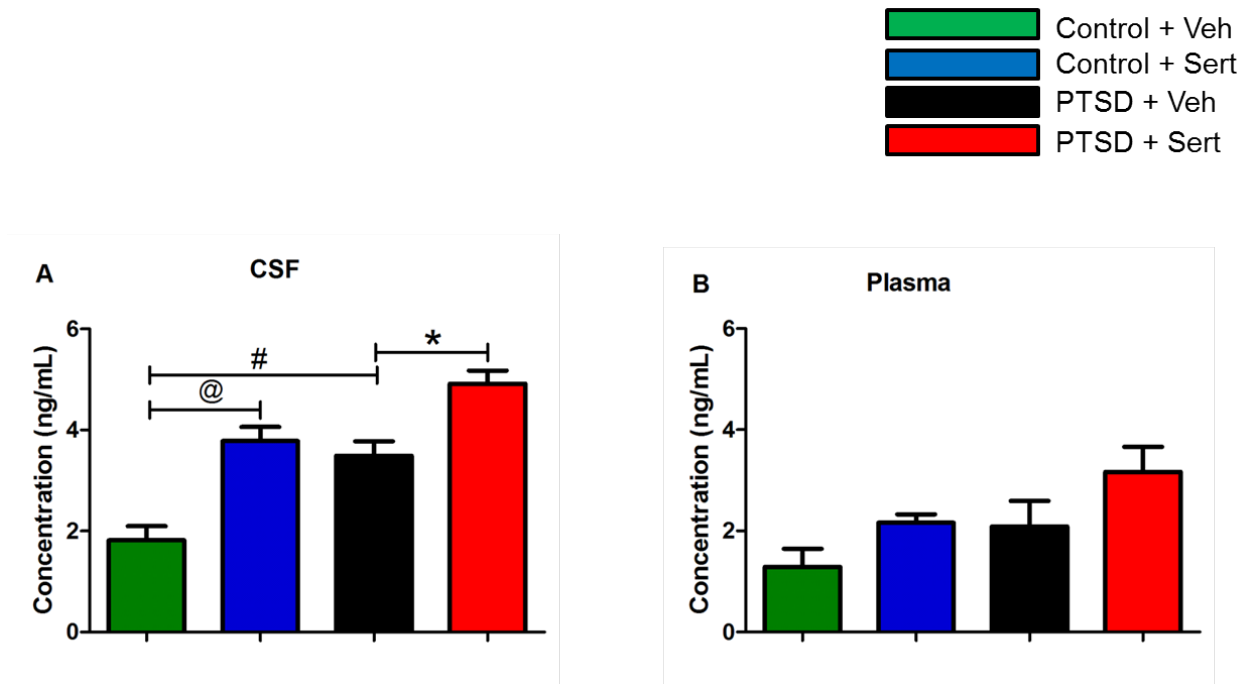 Control + Veh
Control + Sert
PTSD + Veh
PTSD + Sert
A
CSF
Concentration (ng/mL)
6
4
2
0
#
@
*
B
Plasma
Concentration (ng/mL)
6
4
2
0